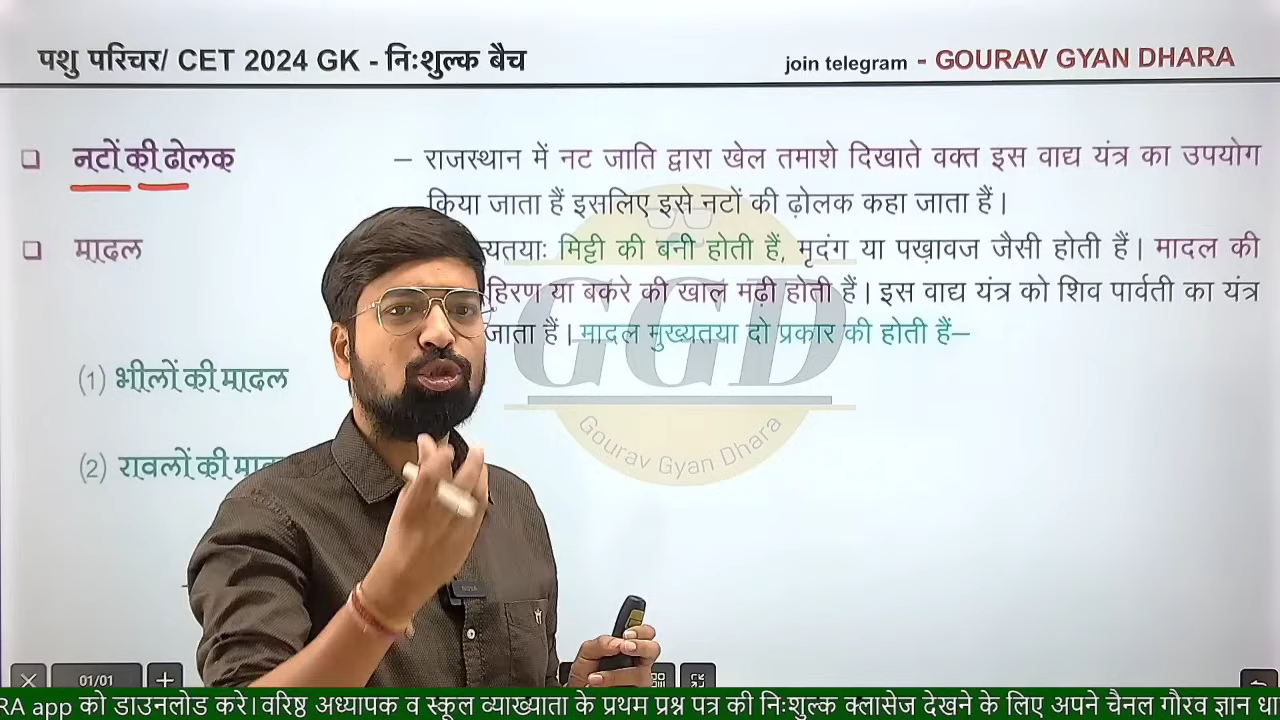 पशु परिचर/ CET 2024 GK - निःशुल्क बैच
join telegram - GOURAV GYAN DHARA
❑ नटों की ढोलक – राजस्थान में नट जाति द्वारा खेल तमाशे दिखाते वक्त इस वाद्य यंत्र का उपयोग
किया जाता हैं इसलिए इसे नटों की ढ़ोलक कहा जाता हैं।
❑ मादल मिट्टी की बनी होती हैं, मृदंग या पख़ावज जैसी होती हैं। मादल की
हिरण या बकरे की खाल मढ़ी होती हैं। इस वाद्य यंत्र को शिव पार्वती का यंत्र
जाता हैं। मादल मुख्यतया दो प्रकार की होती हैं–
(1) भीलों की मादल
(2) रावलों की
GGD
Gourav Gyan Dhara
01/01
RA app को डाउनलोड करे।वरिष्ठ अध्यापक व स्कूल व्याख्याता के प्रथम प्रश्न पत्र की निःशुल्क क्लासेज देखने के लिए अपने चैनल गौरव ज्ञान